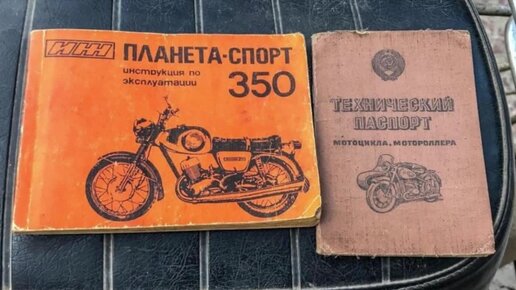 ИЖ
ПЛАНЕТА-СПОРТ
инструкция по
эксплуатации
350
ТЕХНИЧЕСКИЙ
ПАСПОРТ
МОТОЦИКЛА, МОТОРОЛЛЕРА